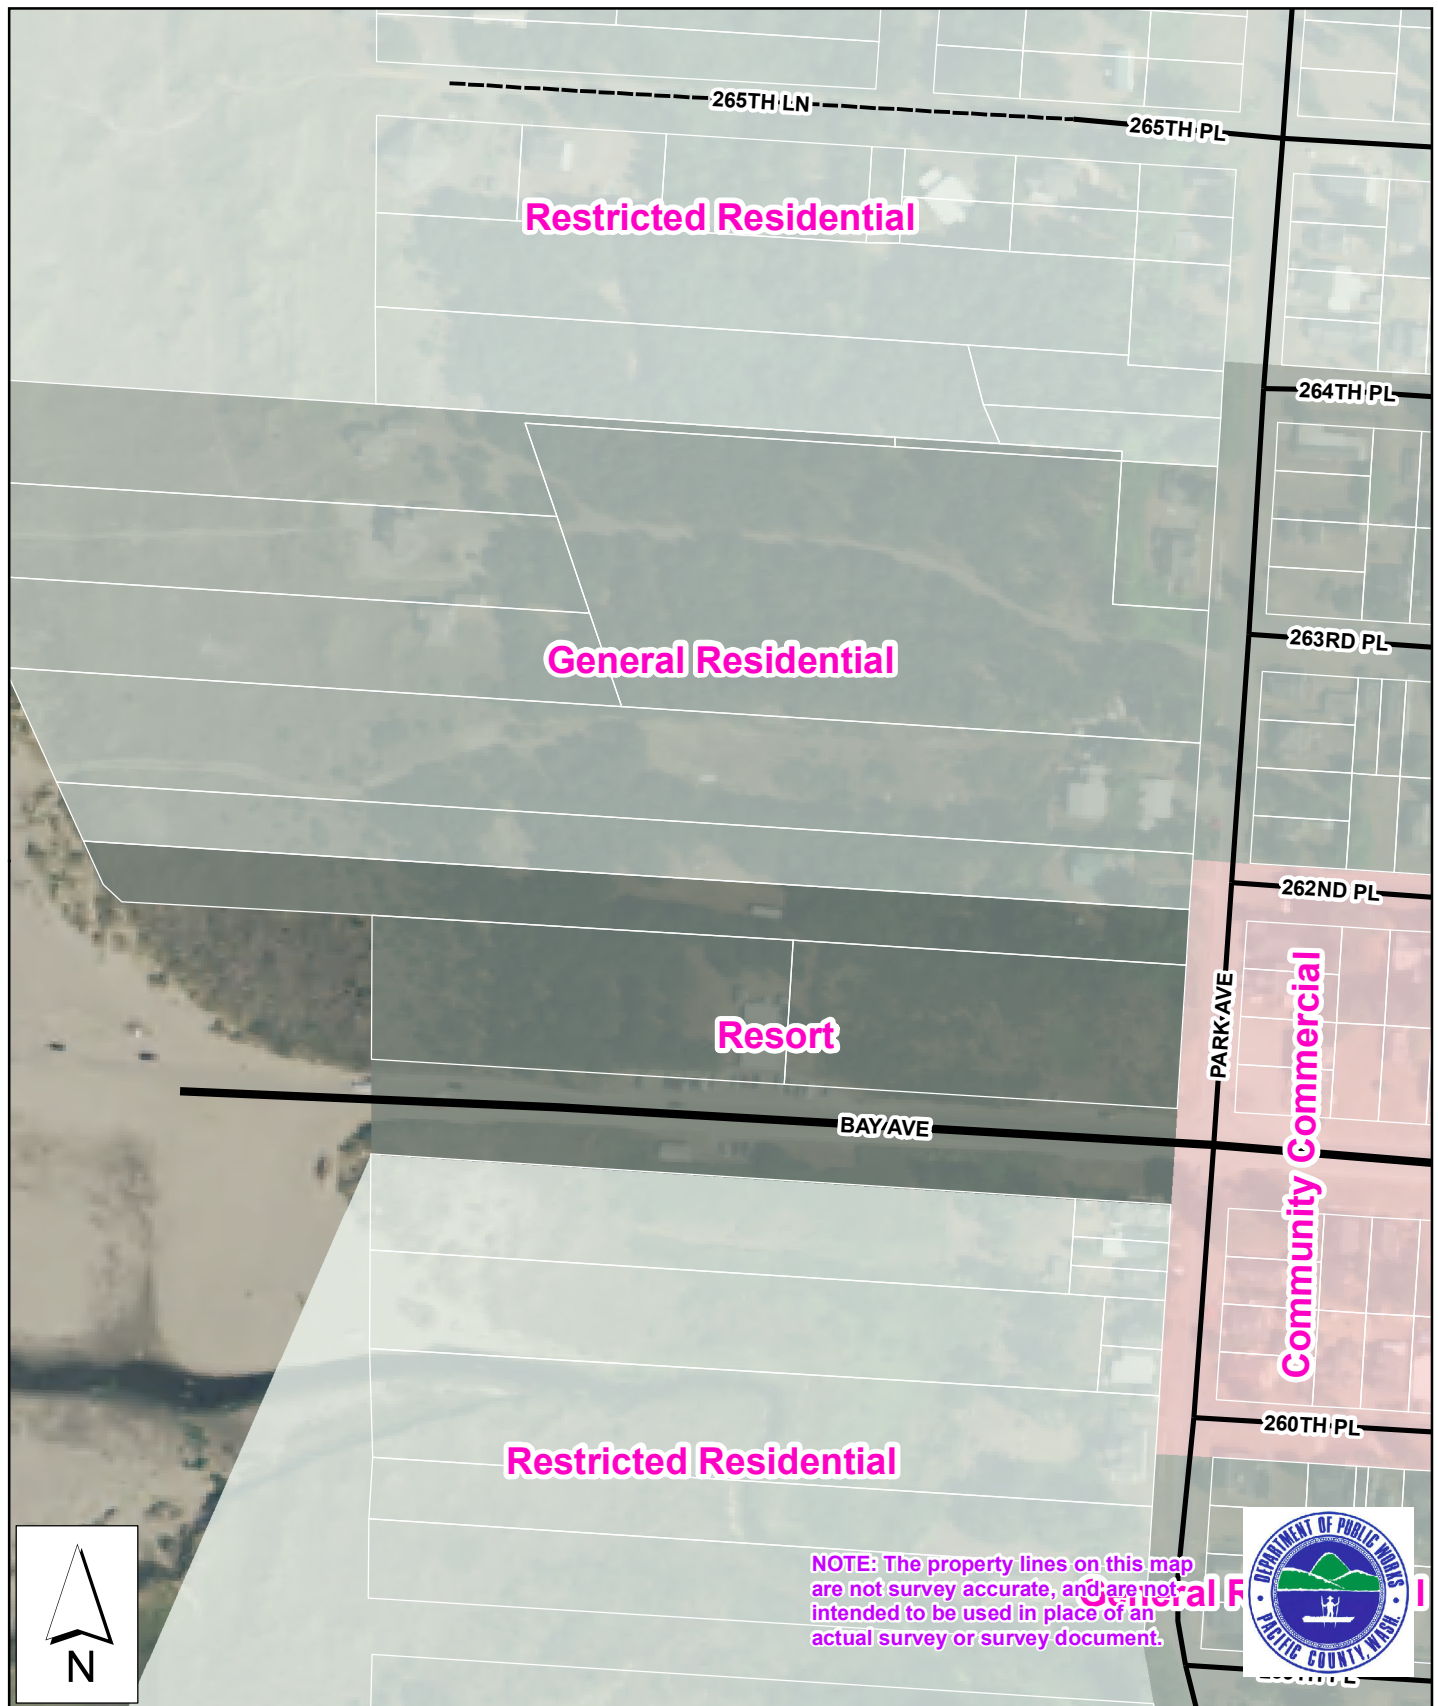 265TH LN
265TH PL
Restricted Residential
264TH PL
263RD PL
General Residential
262ND PL
PARK AVE
Community Commercial
Resort
BAY AVE
260TH PL
Restricted Residential
NOTE: The property lines on this map
are not survey accurate, and are not
intended to be used in place of an
actual survey or survey document.
General
DEPARTMENT OF PUBLIC WORKS
PACIFIC COUNTY, WASH.
N